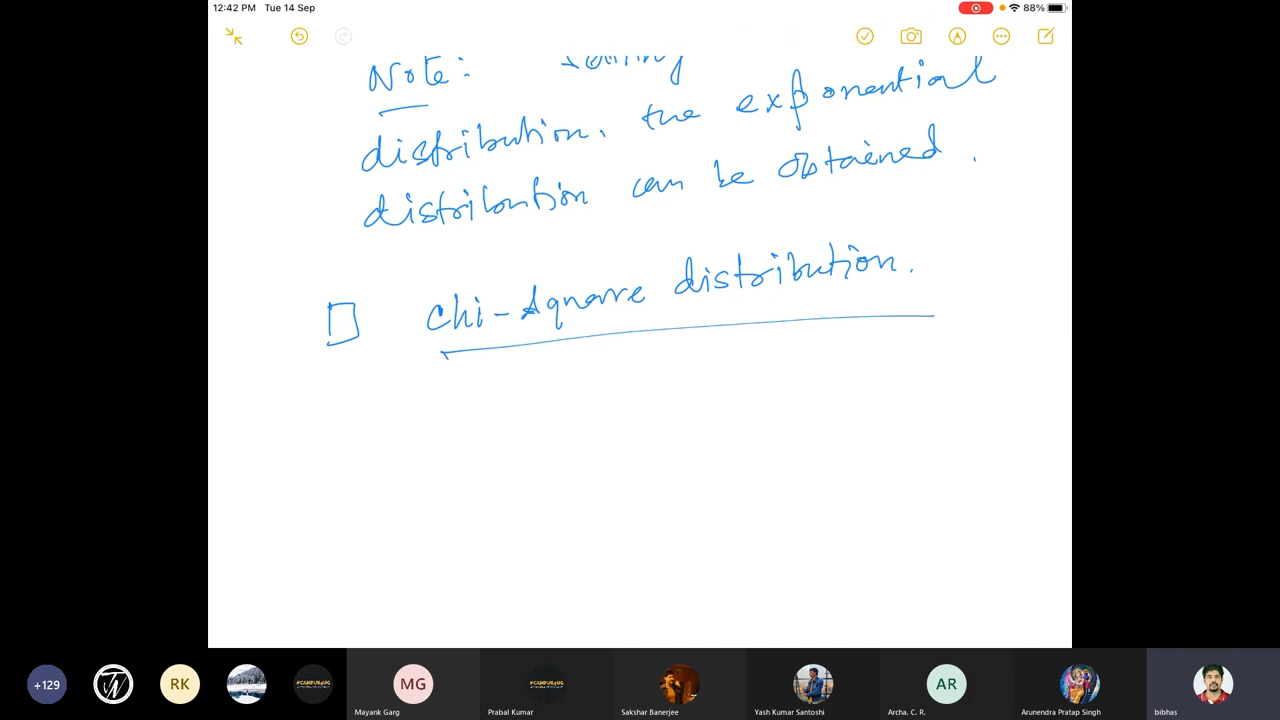 12:42 PM Tue 14 Sep
88%
Note:
distribution, the exponential
distribution can be obtained.
Chi-square distribution.
+129
RK
MG
AR
Mayank Garg
Prabal Kumar
Sakshar Banerjee
Yash Kumar Santoshi
Archa. C. R.
Arunendra Pratap Singh
bibhas